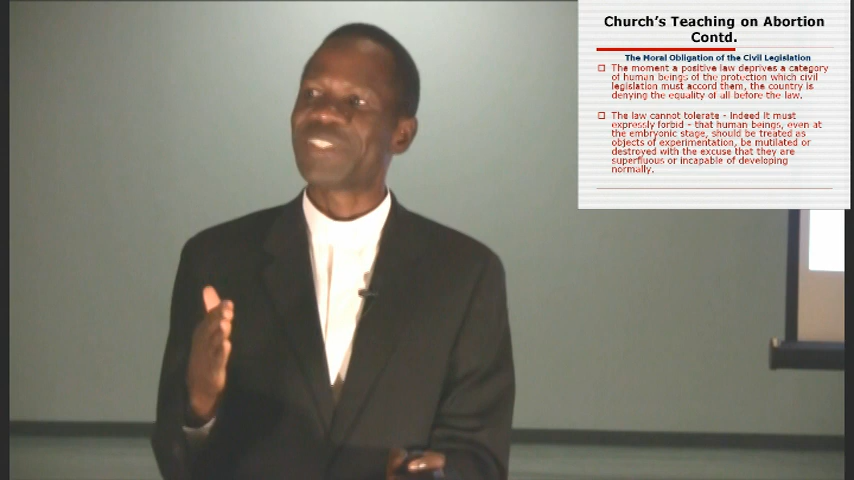 Church's Teaching on Abortion
Contd.
The Moral Obligation of the Civil Legislation
The moment a positive law deprives a category
of human beings of the protection which civil
legislation must accord them, the country is
denying the equality of all before the law.
The law cannot tolerate - indeed it must
expressly forbid - that human beings, even at
the embryonic stage, should be treated as
objects of experimentation, be mutilated or
destroyed with the excuse that they are
superfluous or incapable of developing
normally.